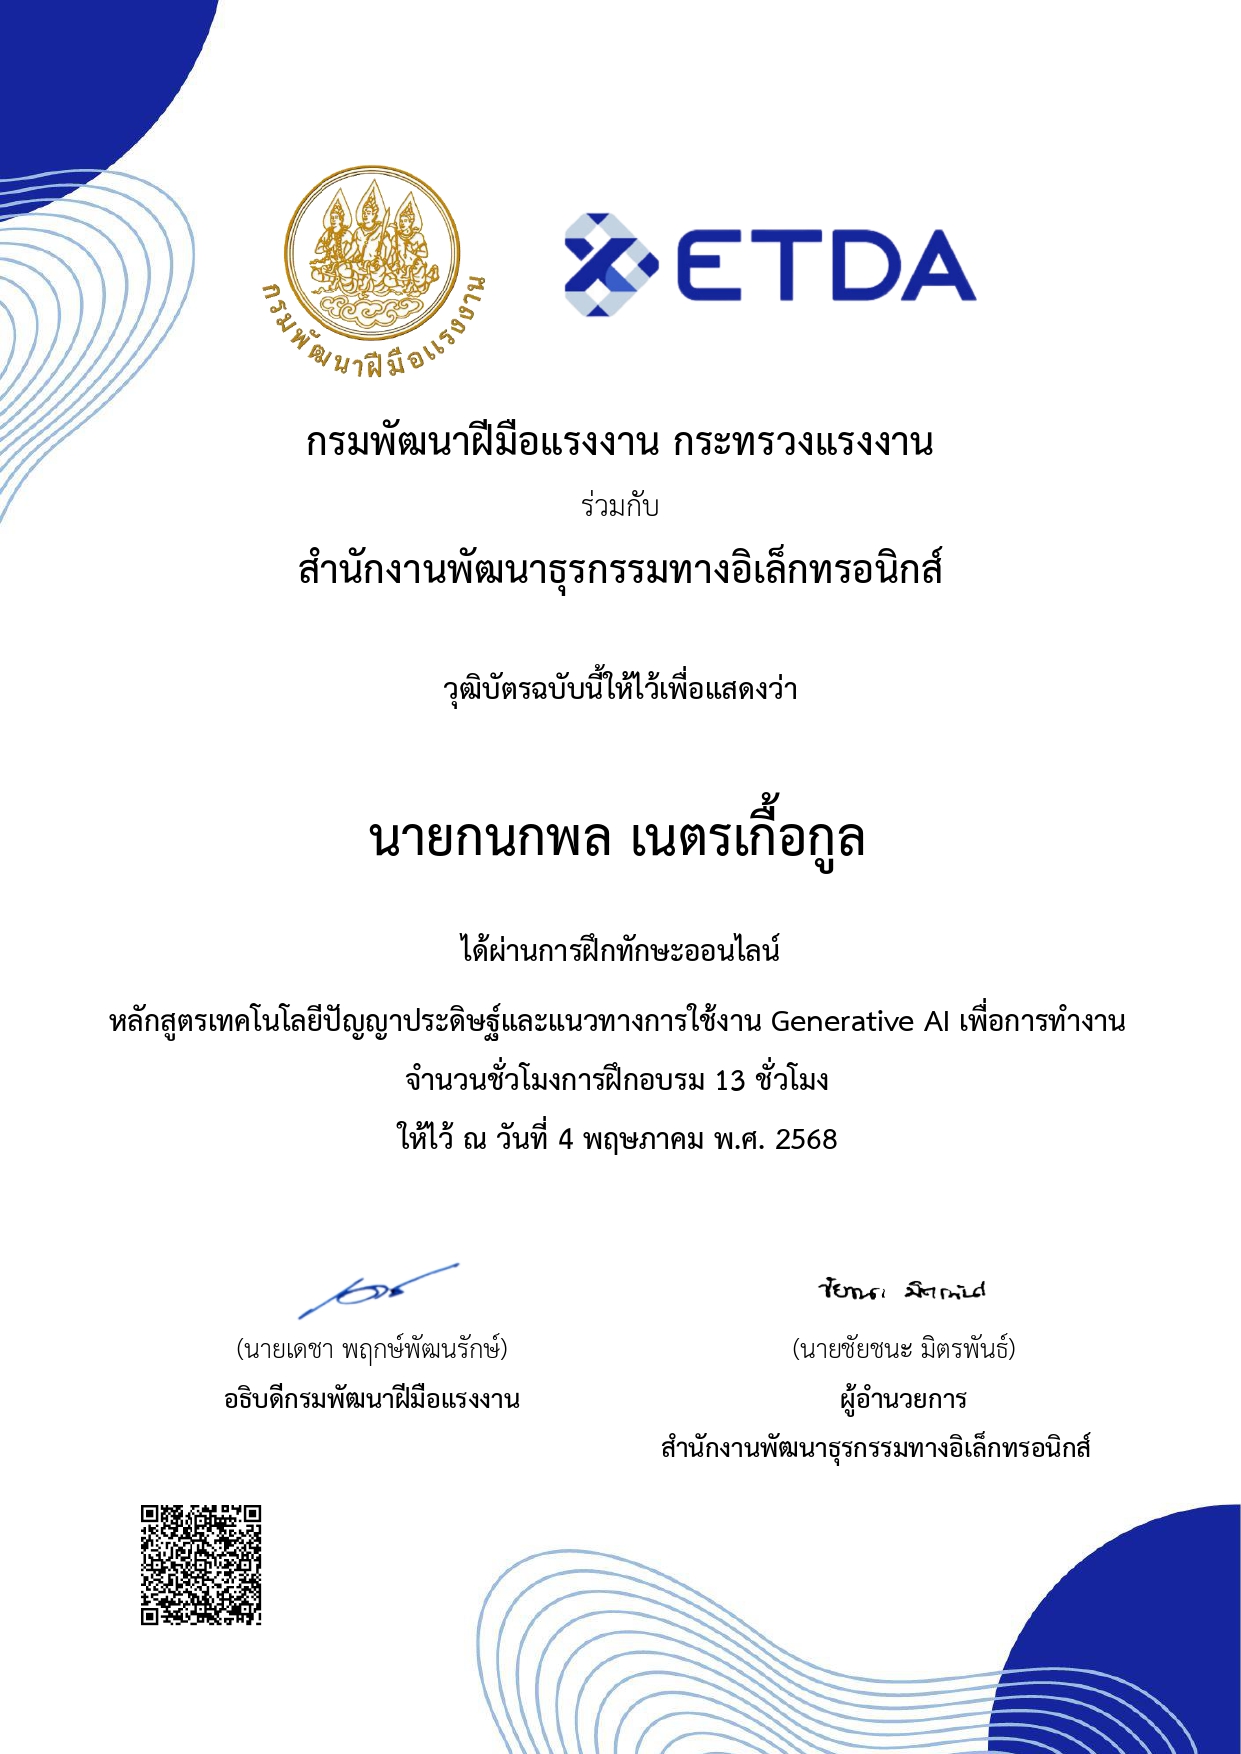 กรมพัฒนาฝีมือแรงงาน
ETDA
กรมพัฒนาฝีมือแรงงาน กระทรวงแรงงาน
ร่วมกับ
สำนักงานพัฒนาธุรกรรมทางอิเล็กทรอนิกส์
วุฒิบัตรฉบับนี้ให้ไว้เพื่อแสดงว่า
นายกนกพล เนตรเกื้อกูล
ได้ผ่านการฝึกทักษะออนไลน์
หลักสูตรเทคโนโลยีปัญญาประดิษฐ์และแนวทางการใช้งาน Generative AI เพื่อการทำงาน
จำนวนชั่วโมงการฝึกอบรม 13 ชั่วโมง
ให้ไว้ ณ วันที่ 4 พฤษภาคม พ.ศ. 2568
ชัยชนะ มิตรพันธ์
(นายเดชา พฤกษ์พัฒนรักษ์)
(นายชัยชนะ มิตรพันธ์)
อธิบดีกรมพัฒนาฝีมือแรงงาน
ผู้อำนวยการ
สำนักงานพัฒนาธุรกรรมทางอิเล็กทรอนิกส์